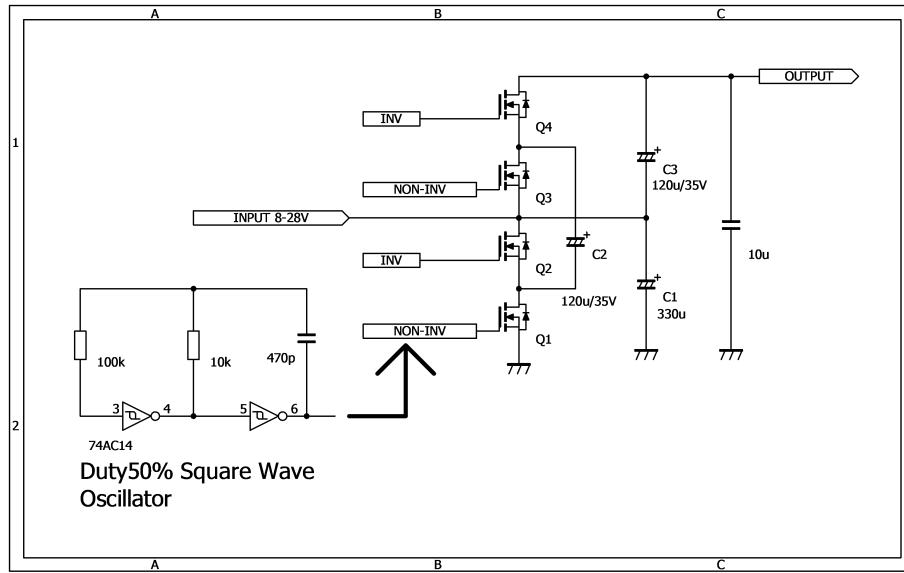 A
B
C
1
OUTPUT
INV
Q4
C3
120u/35V
NON-INV
Q3
INPUT 8-28V
INV
Q2
C2
10u
120u/35V
C1
330u
NON-INV
Q1
100k
10k
470p
3
4
5
6
2
74AC14
Duty50% Square Wave
Oscillator
A
B
C